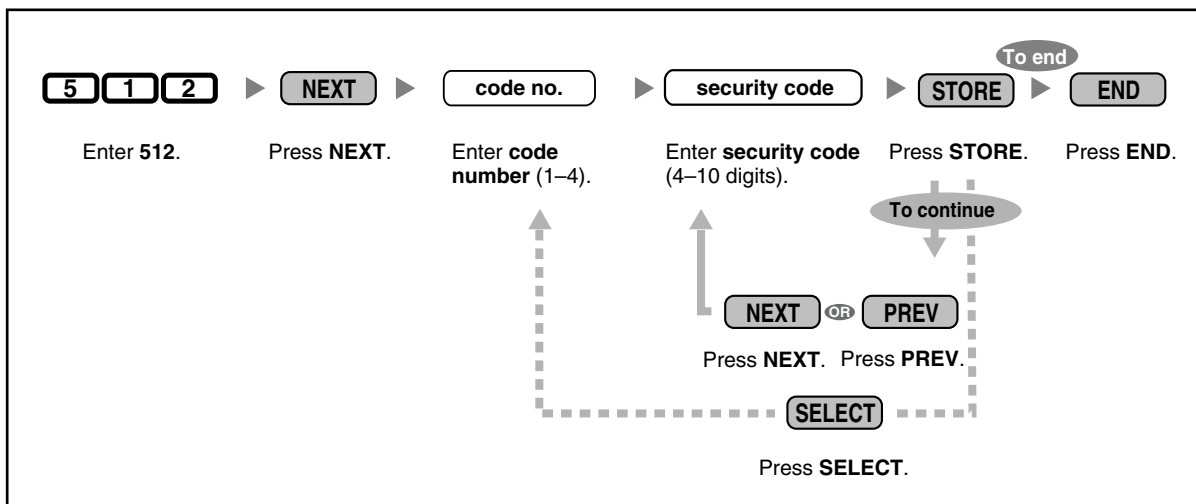 To end
5 1 2 NEXT code no. security code STORE END
Enter 512. Press NEXT. Enter code number (1–4). Enter security code (4–10 digits). Press STORE. Press END.
To continue
NEXT OR PREV
Press NEXT. Press PREV.
SELECT
Press SELECT.